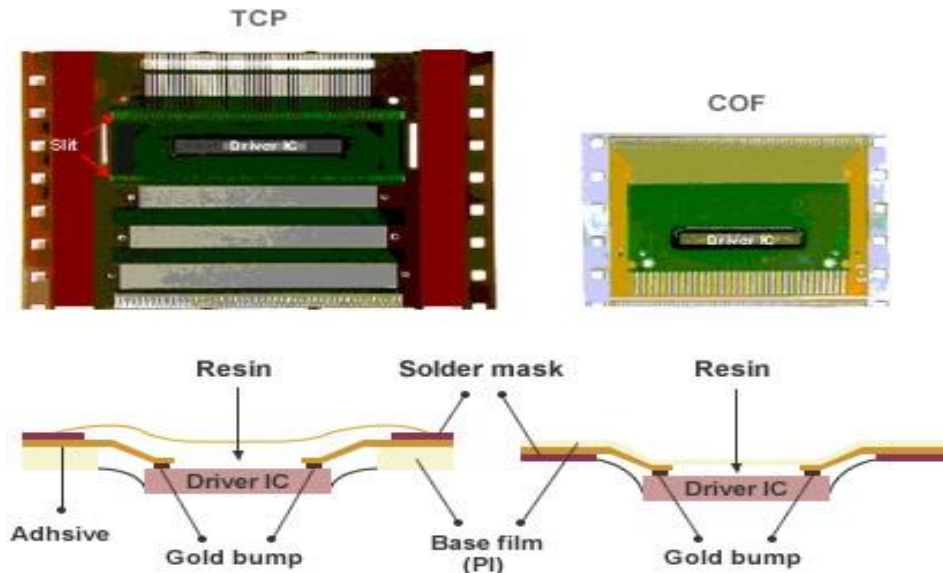 TCP
COF
Slit
Driver IC
Driver IC
Resin
Solder mask
Resin
Driver IC
Driver IC
Adhsive
Gold bump
Base film
(PI)
Gold bump